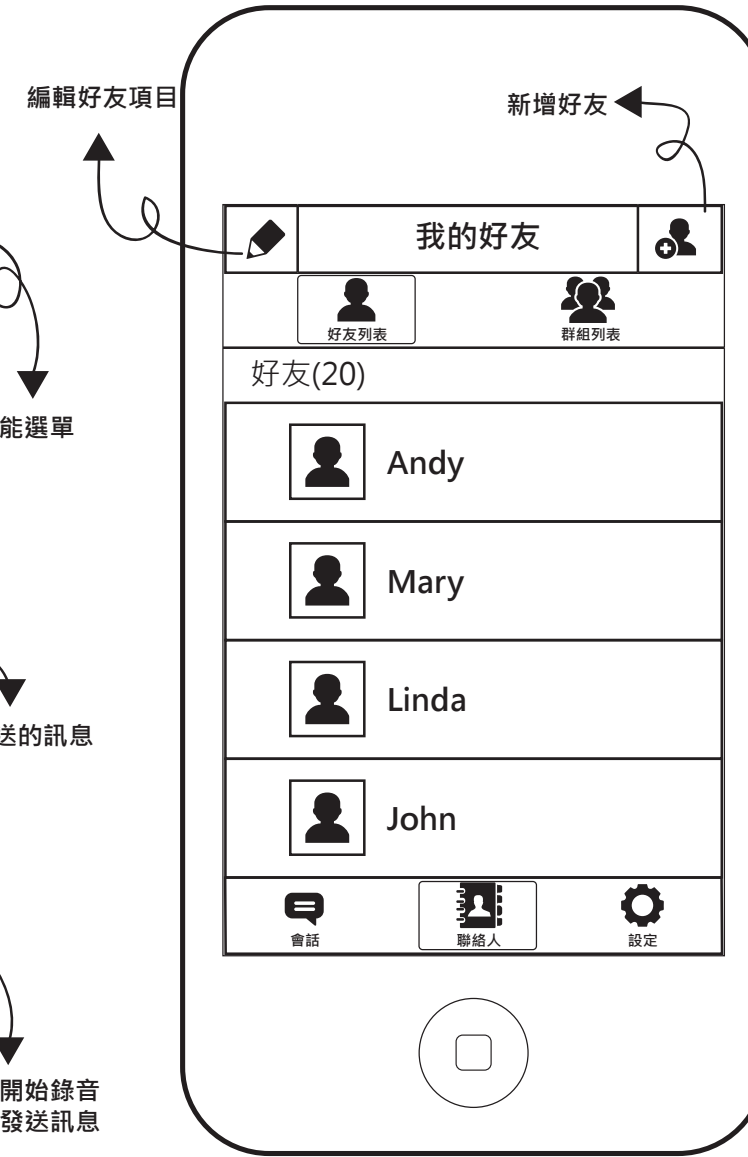 編輯好友項目
新增好友
我的好友
好友列表
群組列表
好友(20)
能選單
Andy
Mary
Linda
送的訊息
John
會話
聯絡人
設定
開始錄音
發送訊息